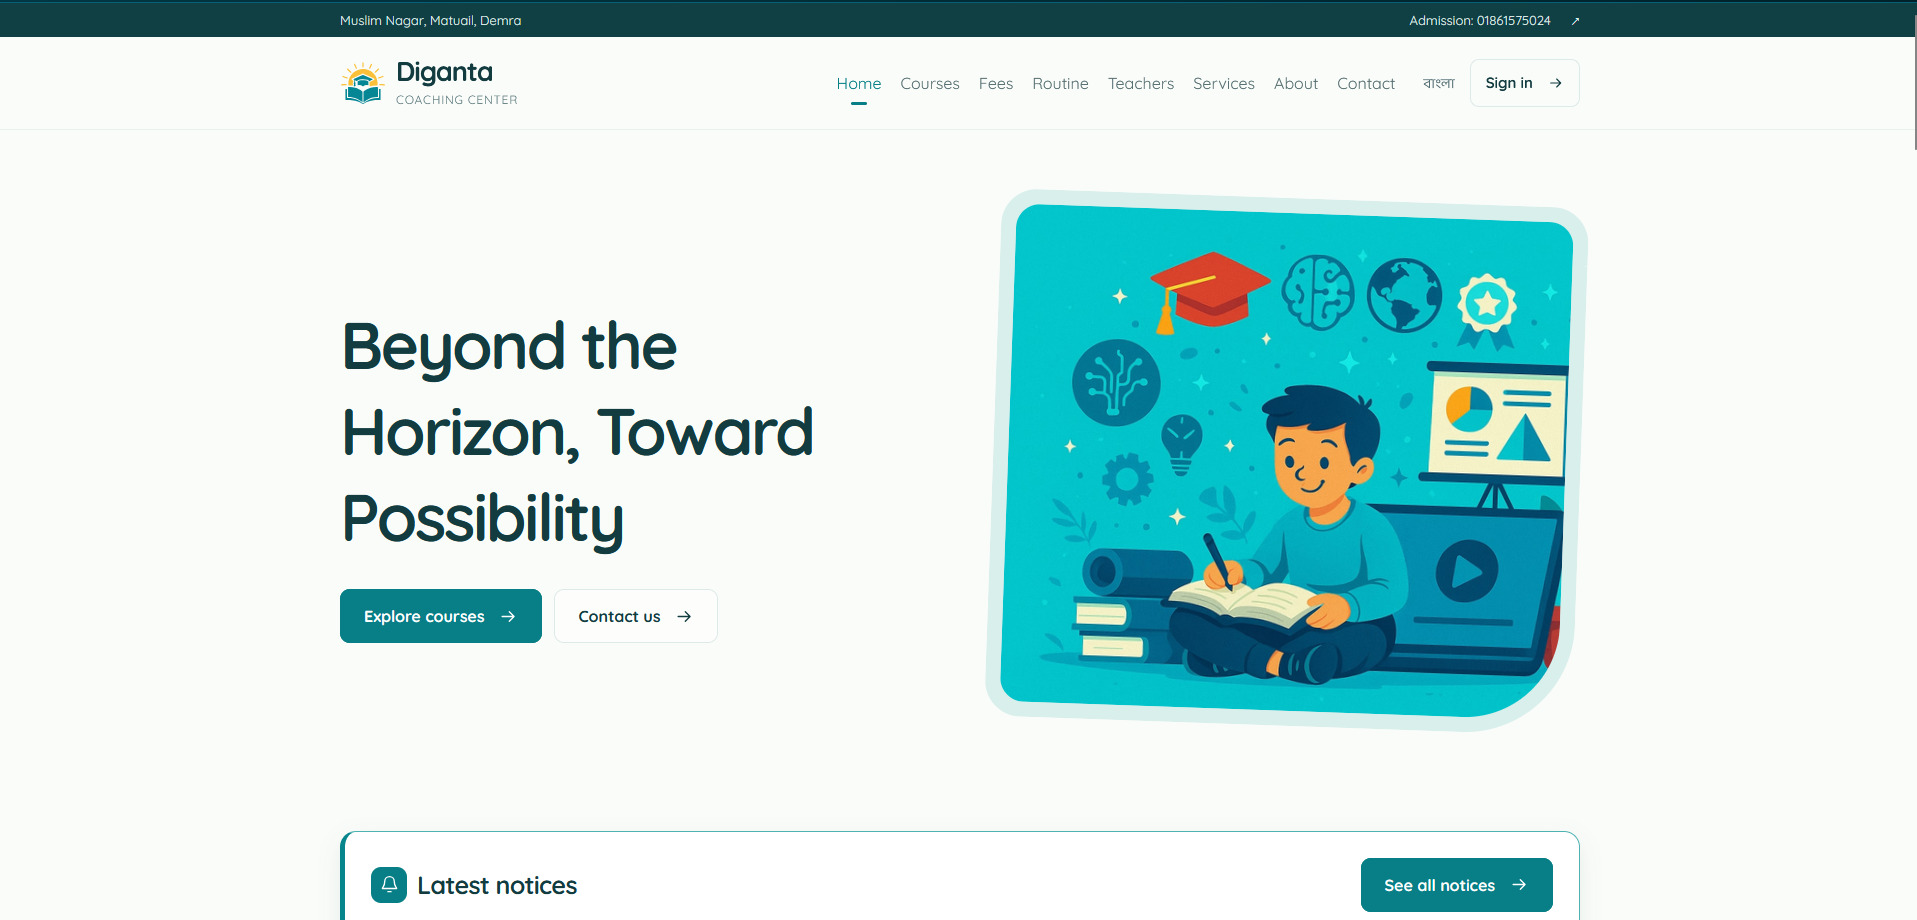 Muslim Nagar, Matuail, Demra
Admission: 01861575024 ↗
Diganta
COACHING CENTER
Home Courses Fees Routine Teachers Services About Contact বাংলা Sign in →
Beyond the
Horizon, Toward
Possibility
Explore courses → Contact us →
Latest notices
See all notices →